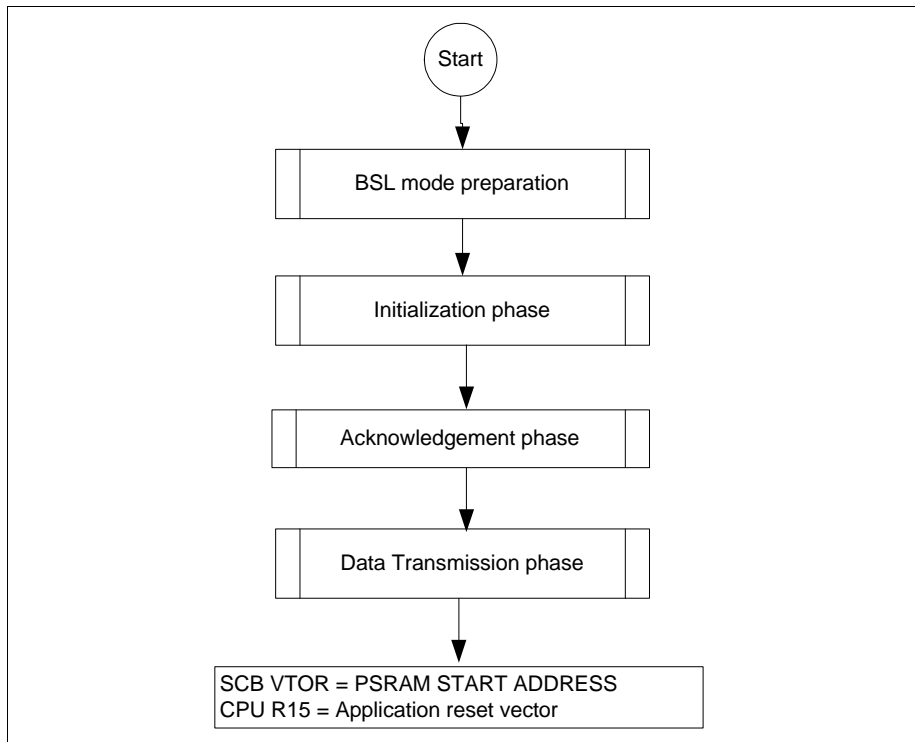 Start
BSL mode preparation
Initialization phase
Acknowledgement phase
Data Transmission phase
SCB VTOR = PSRAM START ADDRESS
CPU R15 = Application reset vector